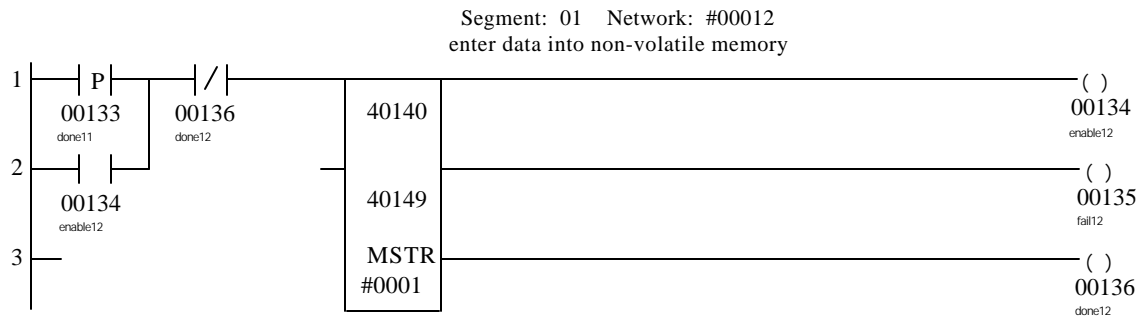 Segment: 01 Network: #00012
enter data into non-volatile memory
1
P
( )
00133
00136
40140
00134
done11
done12
enable12
2
( )
00134
40149
00135
enable12
fail12
3
MSTR
( )
#0001
00136
done12